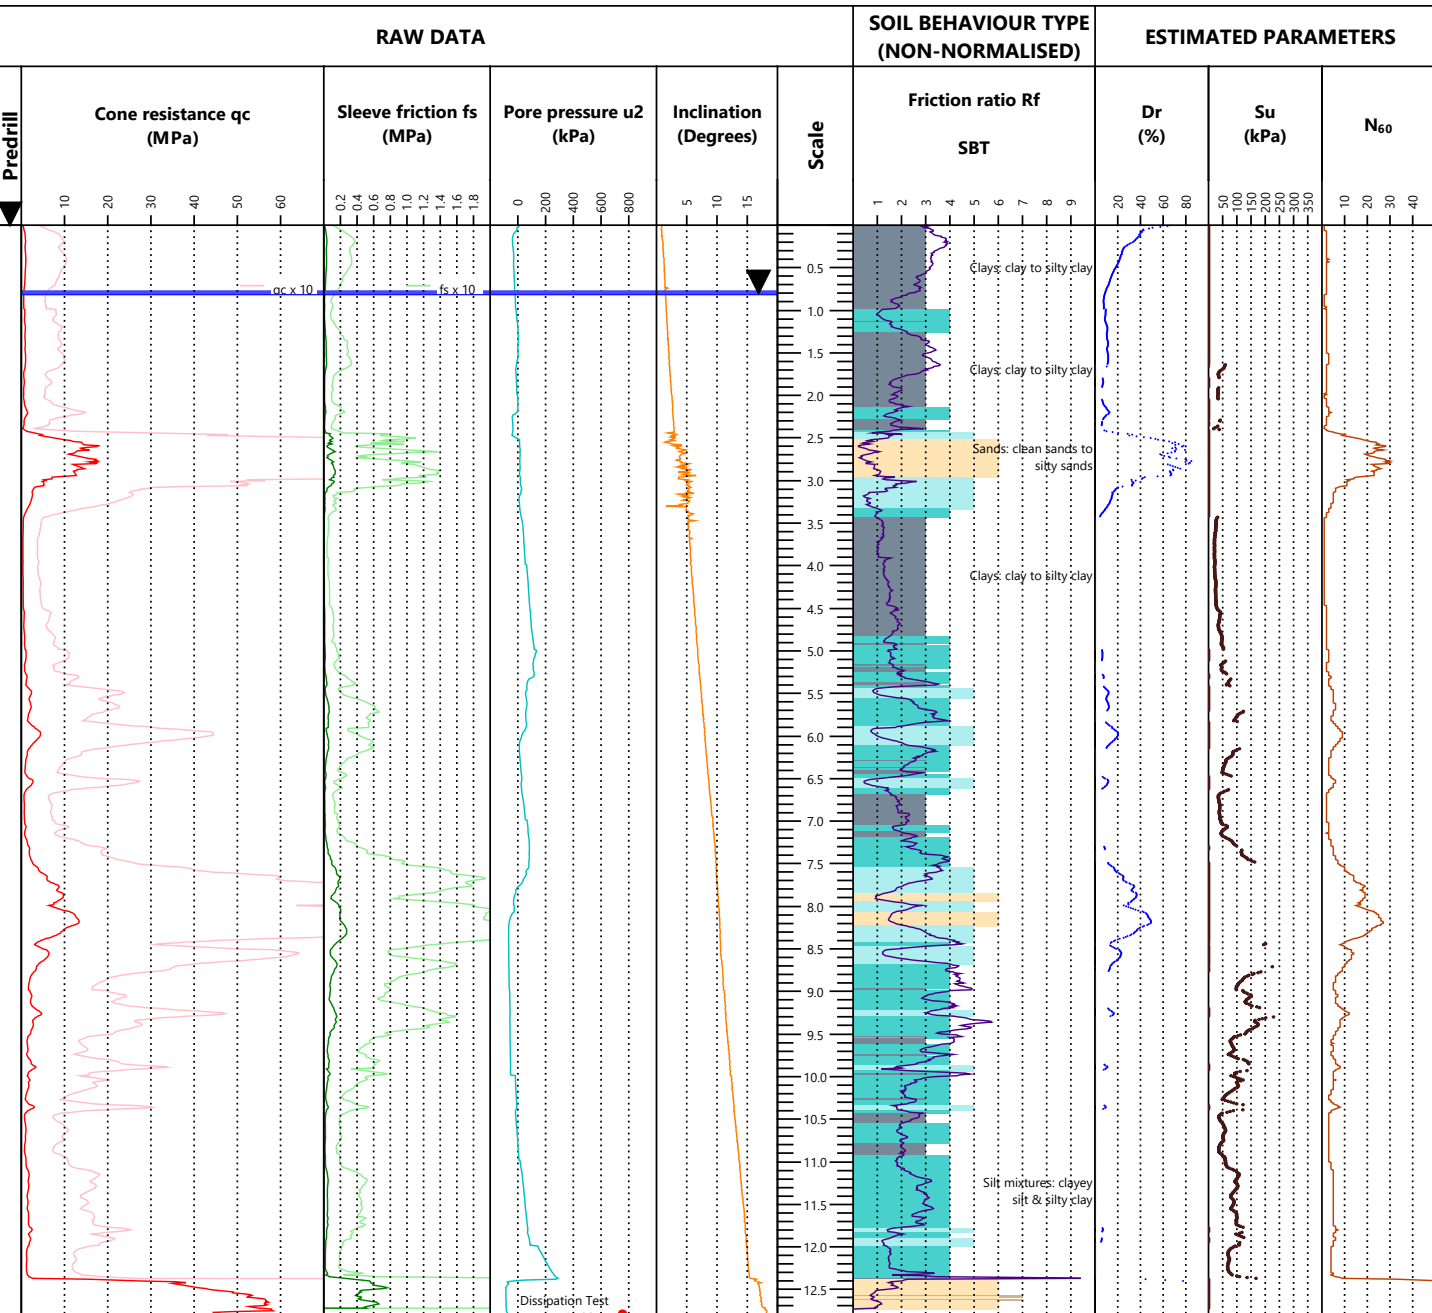 RAW DATA
SOIL BEHAVIOUR TYPE
(NON-NORMALISED)
ESTIMATED PARAMETERS
Predrill
Cone resistance qc
(MPa)
Sleeve friction fs
(MPa)
Pore pressure u2
(kPa)
Inclination
(Degrees)
Scale
Friction ratio Rf
SBT
Dr
(%)
Su
(kPa)
N60
10 20 30 40 50 60
0.2 0.4 0.6 0.8 1.0 1.2 1.4 1.6 1.8
0 200 400 600 800
5 10 15
1 2 3 4 5 6 7 8 9
20 40 60 80
50 100 150 200 250 300 350
10 20 30 40
0.5
Clays: clay to silty clay
qc x 10
fs x 10
1.0
1.5
Clays: clay to silty clay
2.0
2.5
Sands: clean sands to
silty sands
3.0
3.5
4.0
Clays: clay to silty clay
4.5
5.0
5.5
6.0
6.5
7.0
7.5
8.0
8.5
9.0
9.5
10.0
10.5
11.0
Silt mixtures: clayey
silt & silty clay
11.5
12.0
12.5
Dissipation Test